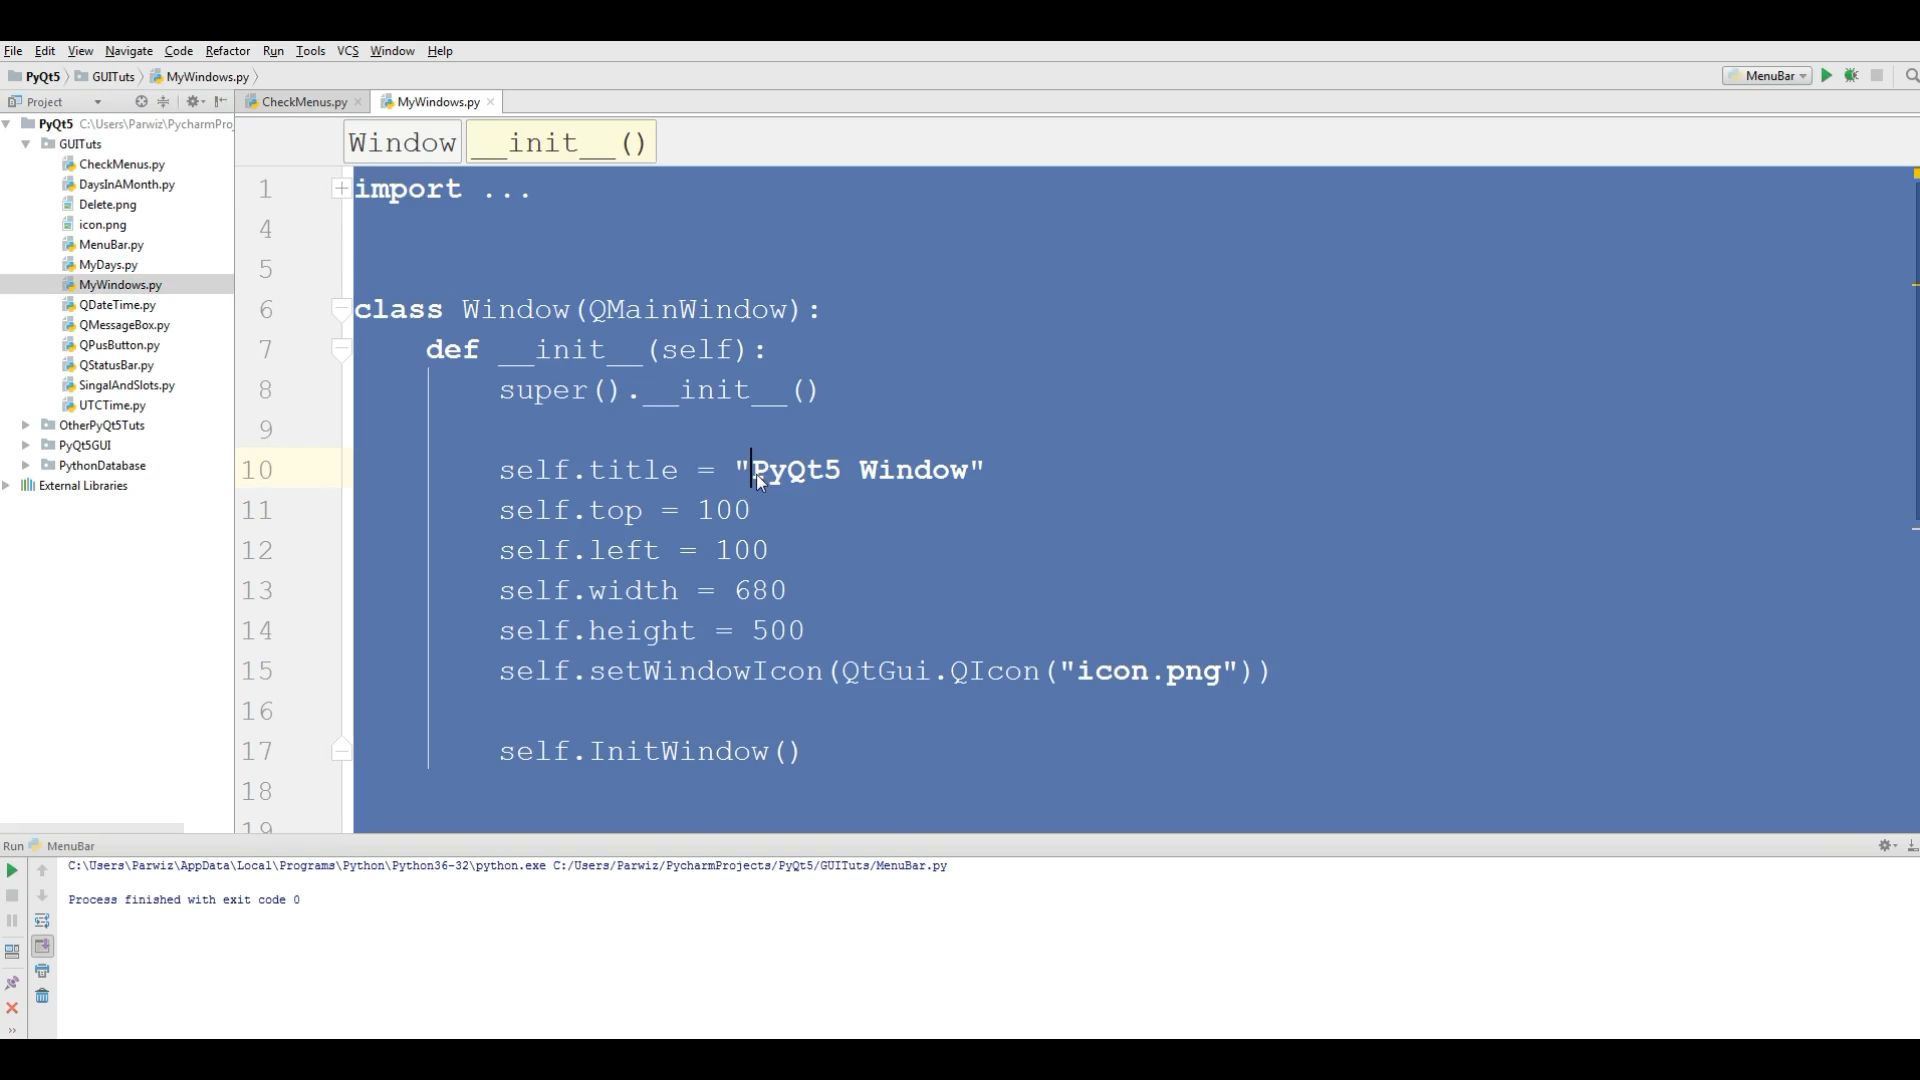 File Edit View Navigate Code Refactor Run Tools VCS Window Help
PyQt5 GUITuts MyWindows.py
MenuBar
Project
CheckMenus.py
MyWindows.py
PyQt5 C:\Users\Parwiz\PycharmProj
GUITuts
CheckMenus.py
DaysInAMonth.py
Delete.png
icon.png
MenuBar.py
MyDays.py
MyWindows.py
QDateTime.py
QMessageBox.py
QPusButton.py
QStatusBar.py
SingalAndSlots.py
UTCTime.py
OtherPyQt5Tuts
PyQt5GUI
PythonDatabase
External Libraries
Window __init__()
1 import ...
4
5
6 class Window(QMainWindow):
7 def __init__(self):
8 super().__init__()
9
10 self.title = "PyQt5 Window"
11 self.top = 100
12 self.left = 100
13 self.width = 680
14 self.height = 500
15 self.setWindowIcon(QtGui.QIcon("icon.png"))
16
17 self.InitWindow()
18
19
Run MenuBar
C:\Users\Parwiz\AppData\Local\Programs\Python\Python36-32\python.exe C:/Users/Parwiz/PycharmProjects/PyQt5/GUITuts/MenuBar.py
Process finished with exit code 0